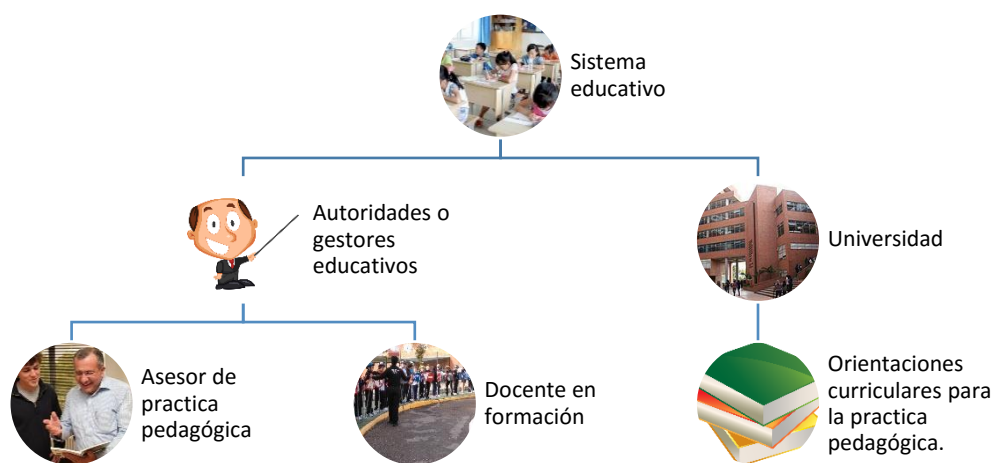 Sistema
educativo
Autoridades o
gestores
educativos
Universidad
Asesor de
practica
pedagógica
Docente en
formación
Orientaciones
curriculares para
la practica
pedagógica.